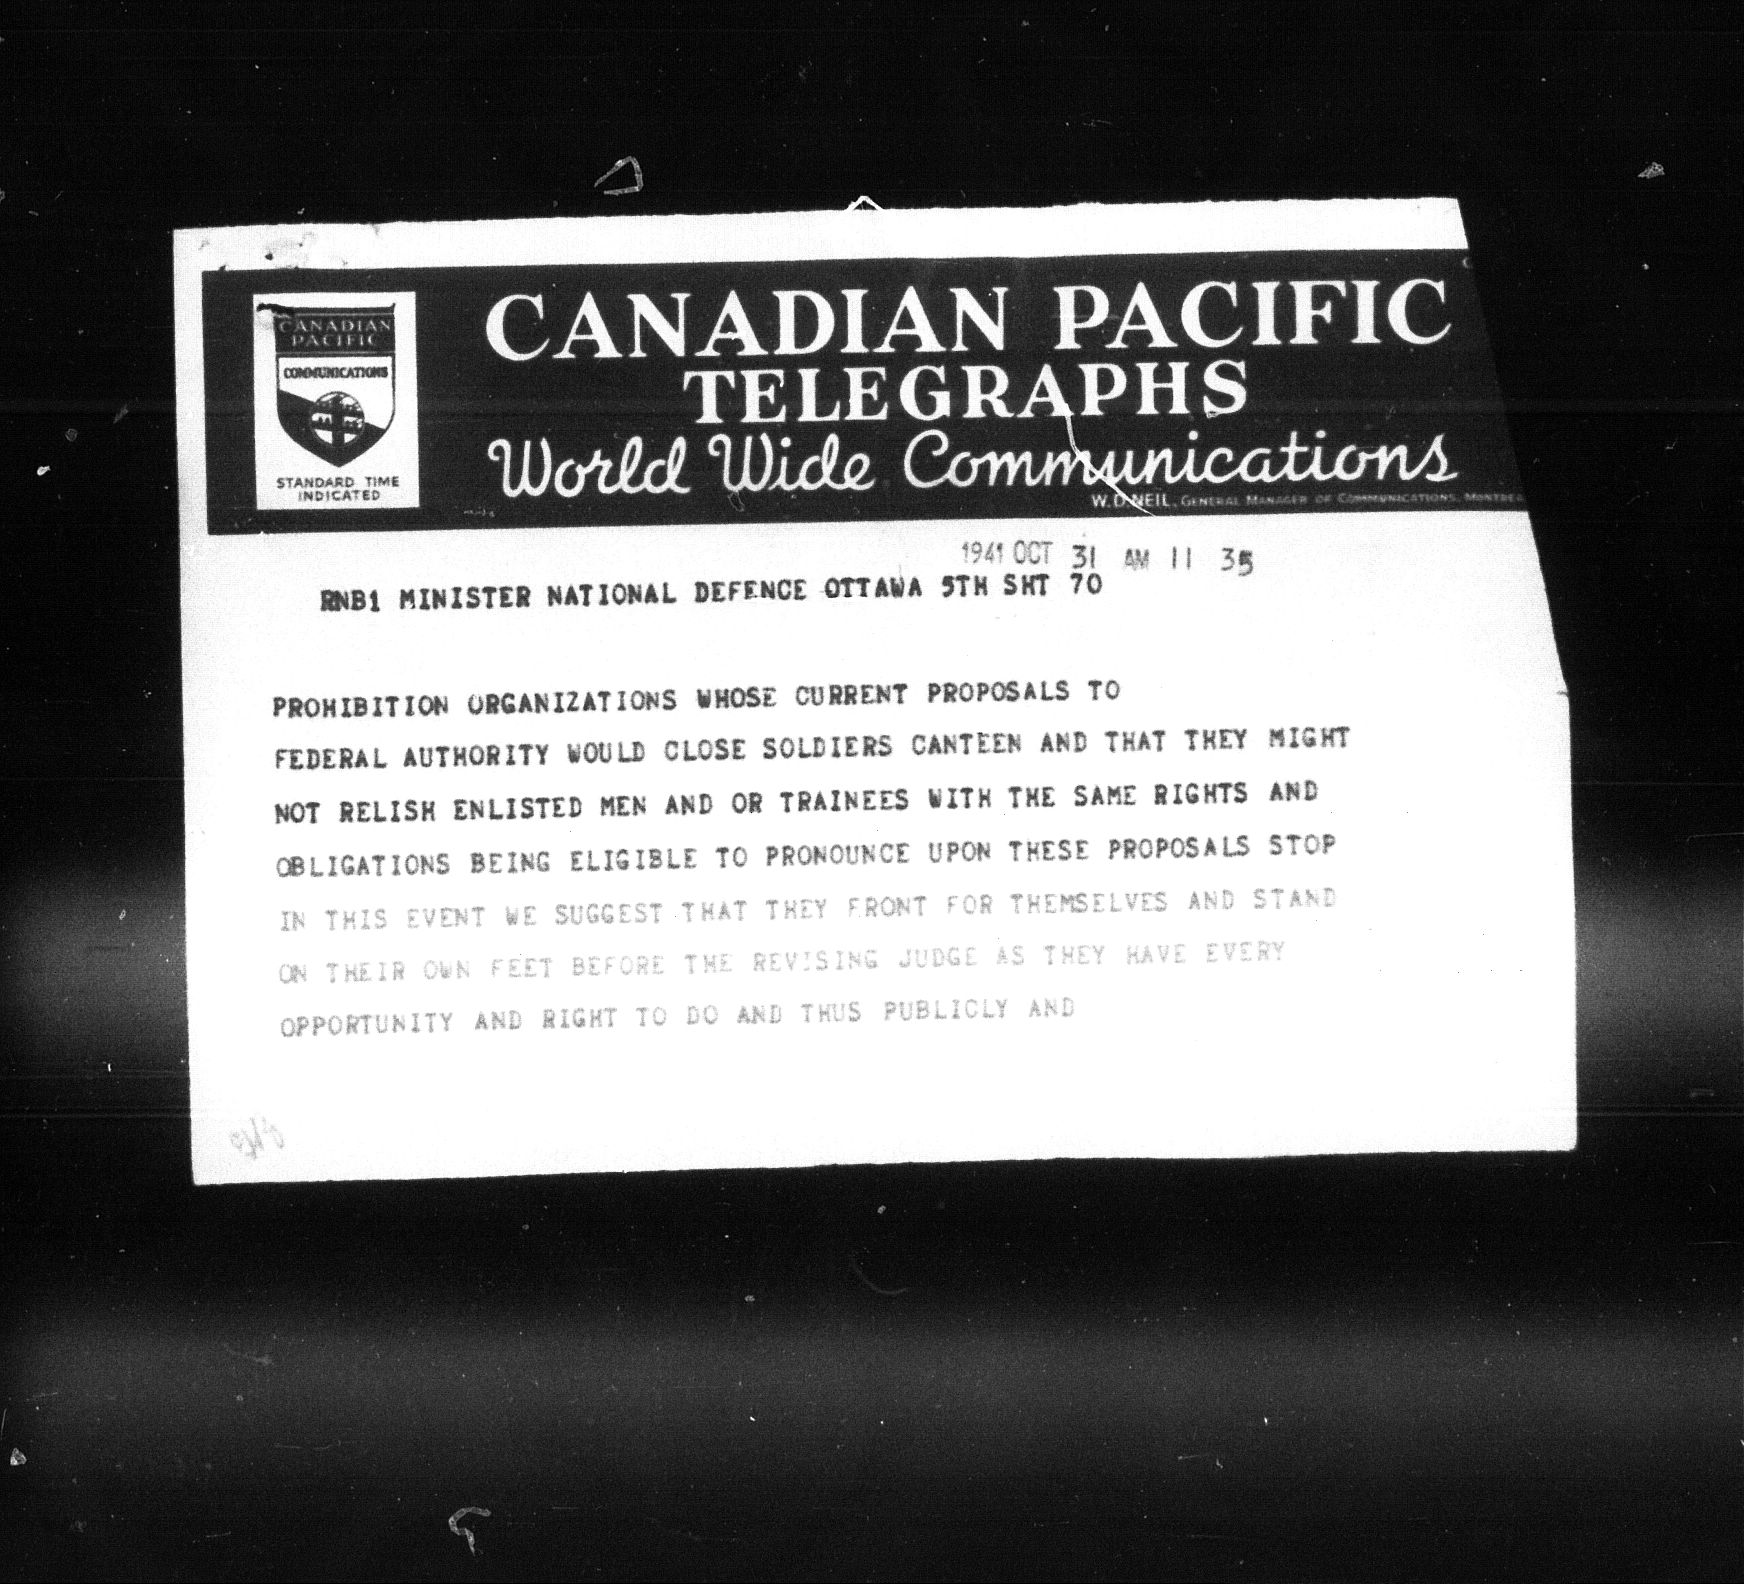 CANADIAN PACIFIC
TELEGRAPHS
World Wide Communications
W.D. NEIL, GENERAL MANAGER OF COMMUNICATIONS, MONTREA
CANADIAN
PACIFIC
COMMUNICATIONS
STANDARD TIME
INDICATED
1941 OCT 31 AM 11 35
RNB1 MINISTER NATIONAL DEFENCE OTTAWA 5TH SHT 70
PROHIBITION ORGANIZATIONS WHOSE CURRENT PROPOSALS TO
FEDERAL AUTHORITY WOULD CLOSE SOLDIERS CANTEEN AND THAT THEY MIGHT
NOT RELISH ENLISTED MEN AND OR TRAINEES WITH THE SAME RIGHTS AND
OBLIGATIONS BEING ELIGIBLE TO PRONOUNCE UPON THESE PROPOSALS STOP
IN THIS EVENT WE SUGGEST THAT THEY FRONT FOR THEMSELVES AND STAND
ON THEIR OWN FEET BEFORE THE REVISING JUDGE AS THEY HAVE EVERY
OPPORTUNITY AND RIGHT TO DO AND THUS PUBLICLY AND